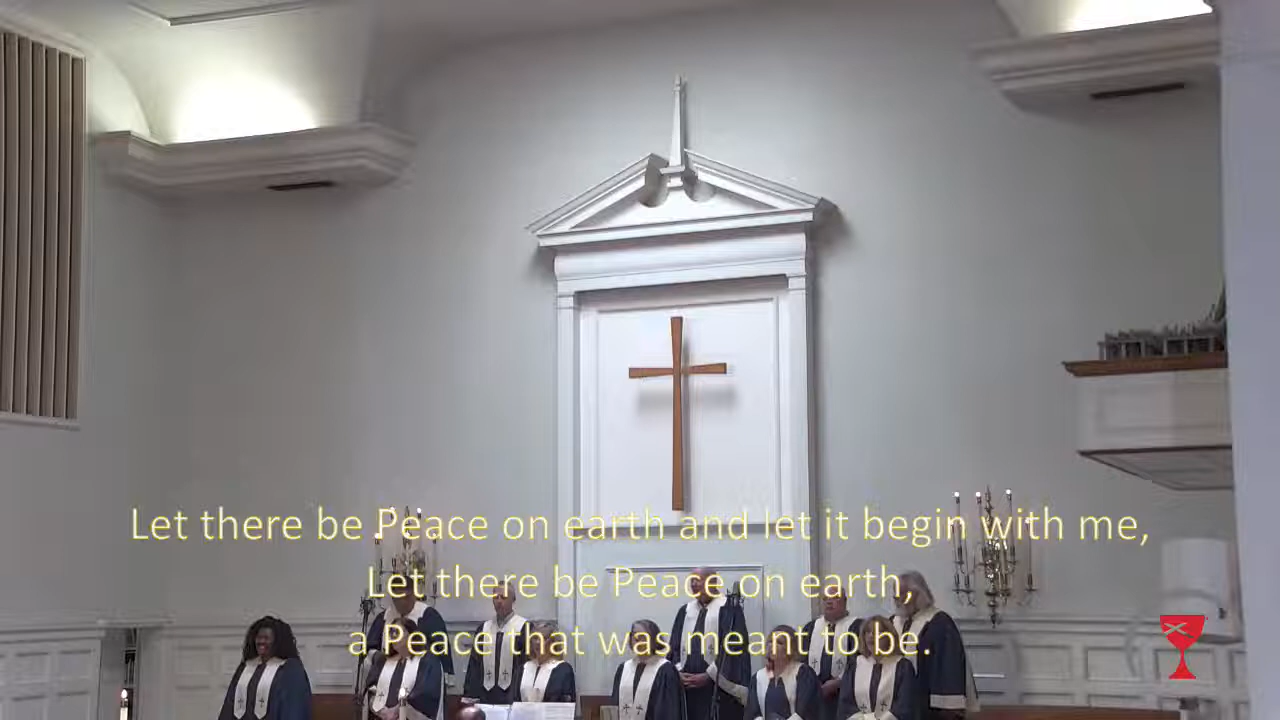 Let there be Peace on earth and let it begin with me,
Let there be Peace on earth,
a Peace that was meant to be.